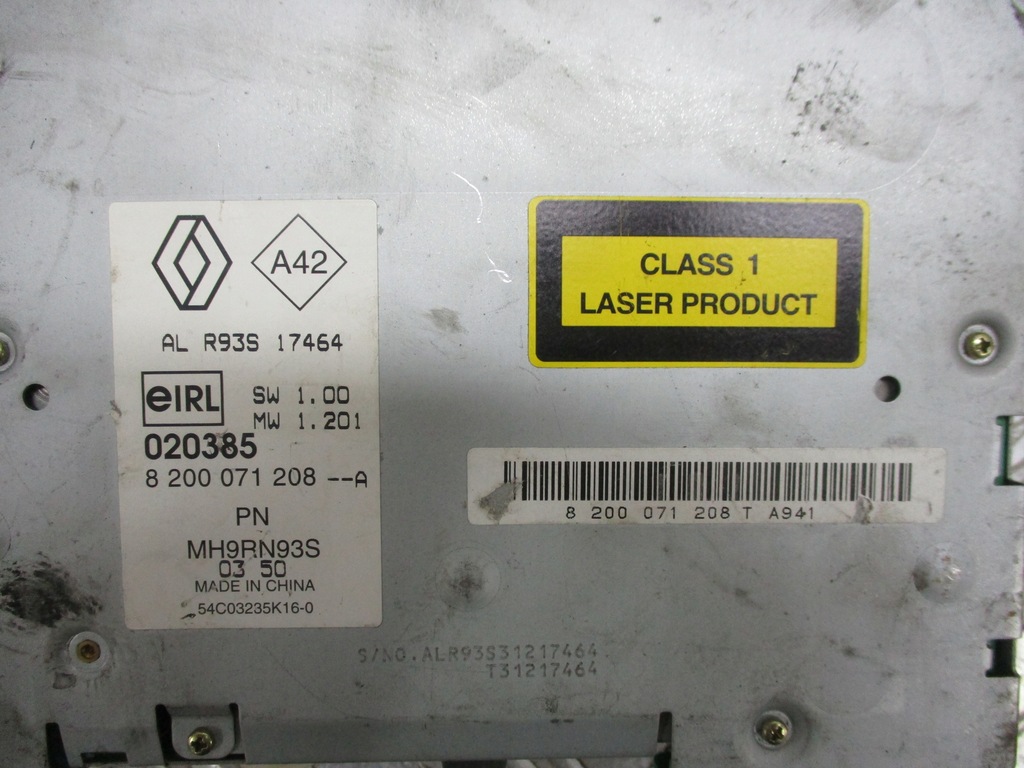 A42
AL R93S 17464
eIRL
SW 1.00
MW 1.201
020385
8 200 071 208 --A
PN
MH9RN93S
03 50
MADE IN CHINA
54C03235K16-0
CLASS 1
LASER PRODUCT
8 200 071 208 T A941
S/NO.ALR93S31217464
T31217464